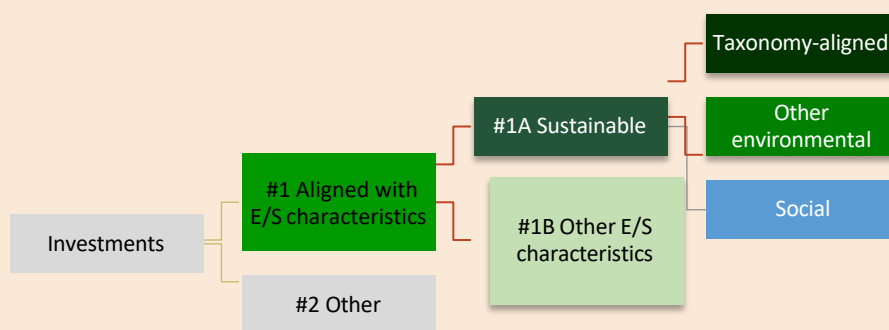 Taxonomy-aligned
#1A Sustainable
Other
environmental
#1 Aligned with
E/S characteristics
Social
#1B Other E/S
characteristics
Investments
#2 Other